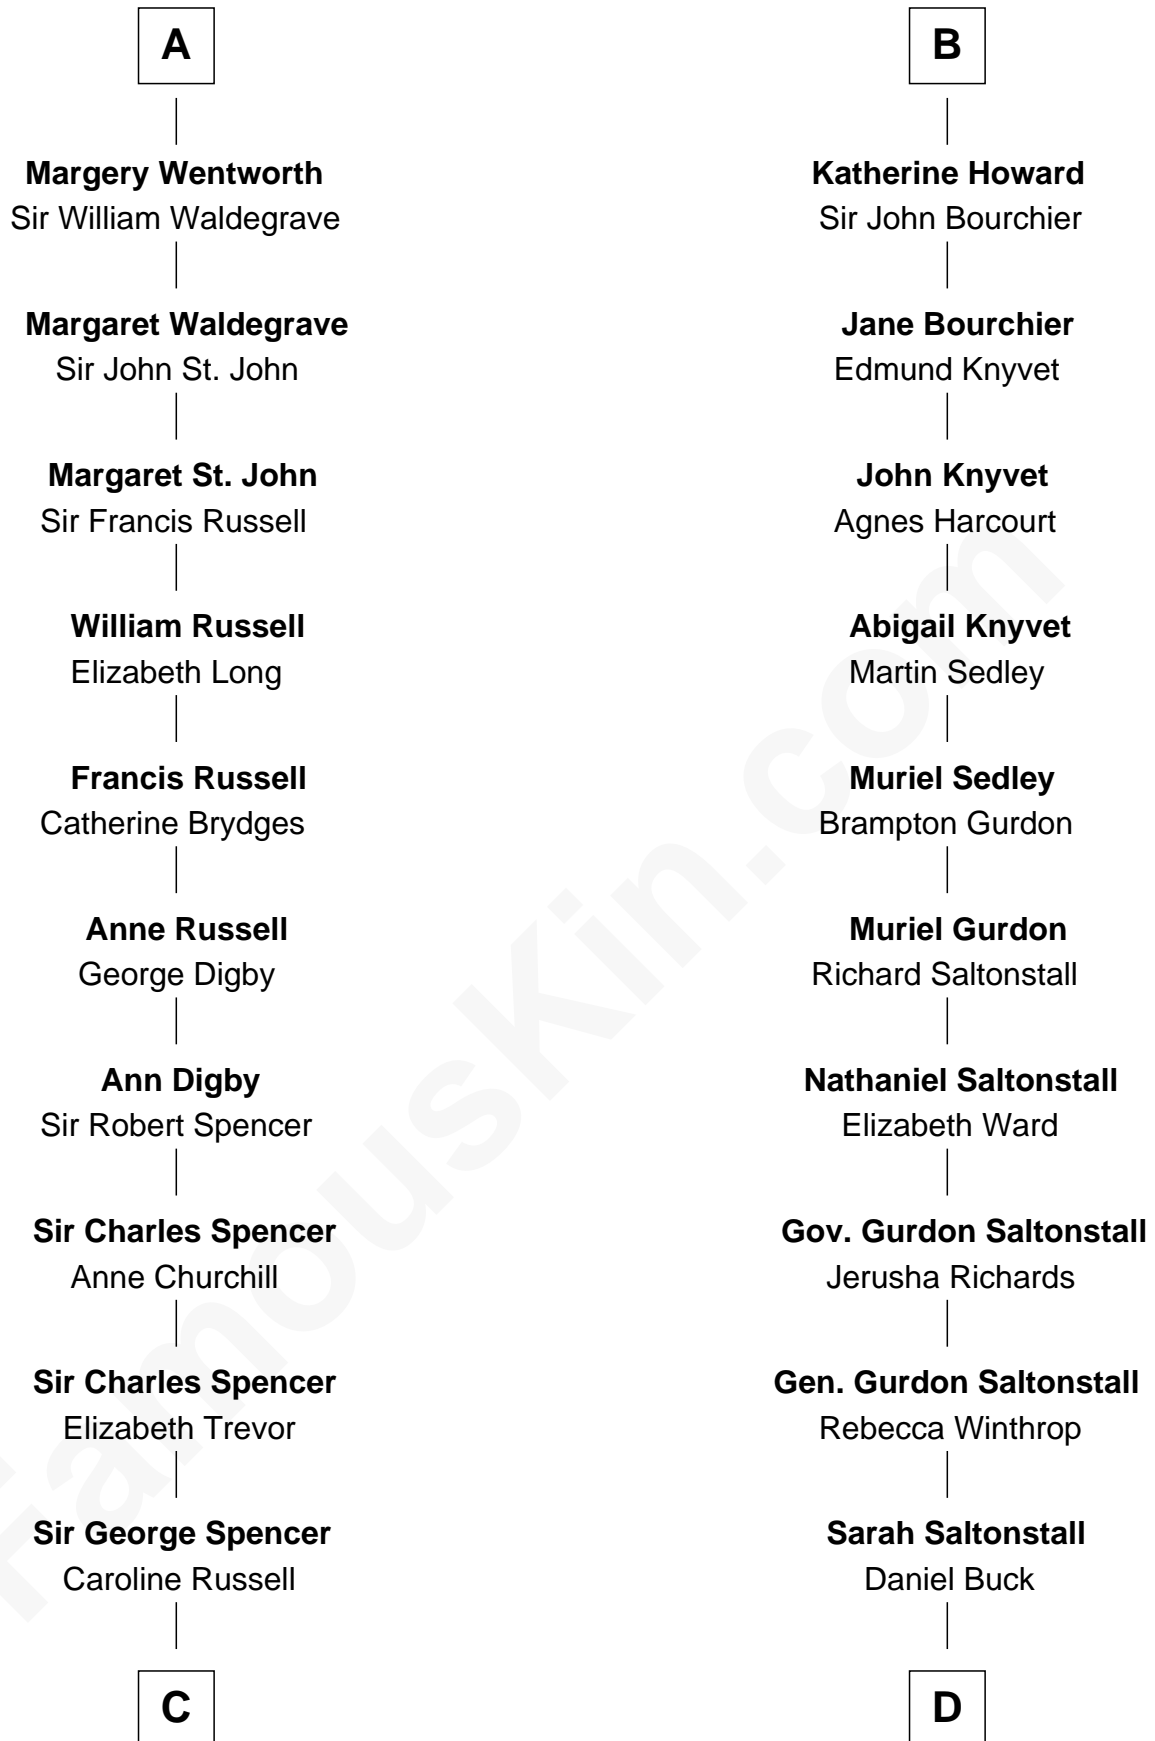 A
Margery Wentworth
Sir William Waldegrave
Margaret Waldegrave
Sir John St. John
Margaret St. John
Sir Francis Russell
William Russell
Elizabeth Long
Francis Russell
Catherine Brydges
Anne Russell
George Digby
Ann Digby
Sir Robert Spencer
Sir Charles Spencer
Anne Churchill
Sir Charles Spencer
Elizabeth Trevor
Sir George Spencer
Caroline Russell
C
B
Katherine Howard
Sir John Bourchier
Jane Bourchier
Edmund Knyvet
John Knyvet
Agnes Harcourt
Abigail Knyvet
Martin Sedley
Muriel Sedley
Brampton Gurdon
Muriel Gurdon
Richard Saltonstall
Nathaniel Saltonstall
Elizabeth Ward
Gov. Gurdon Saltonstall
Jerusha Richards
Gen. Gurdon Saltonstall
Rebecca Winthrop
Sarah Saltonstall
Daniel Buck
D
FamousKin.com